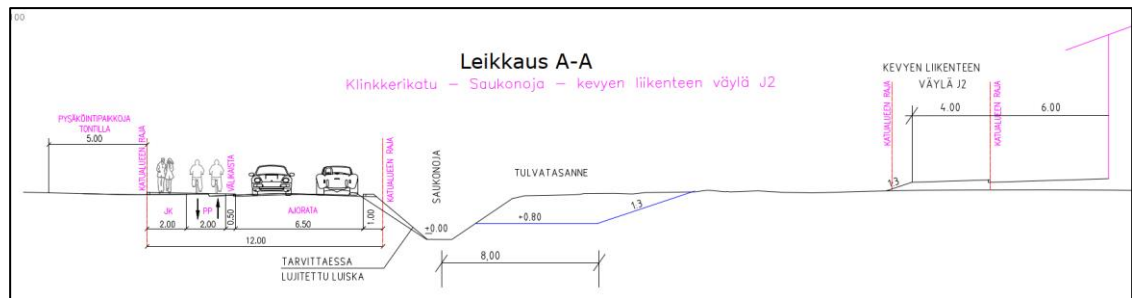 100
Leikkaus A-A
Klinkkerikatu – Saukonoja – kevyen liikenteen väylä J2
KEVYEN LIIKENTEEN
VÄYLÄ J2
PYSÄKÖINTIPAIKKOJA
TONTILLA
5.00
KATUALUEEN RAJA
VÄLIKAISTA
KATUALUEEN RAJA
SAUKONOJA
TULVATASANNE
KATUALUEEN RAJA
KATUALUEEN RAJA
4.00
6.00
1:3
1:3
+0.80
±0.00
JK
PP
AJORATA
2.00
2.00
0.50
6.50
1.00
12.00
8,00
TARVITTAESSA
LUJITETTU LUISKA